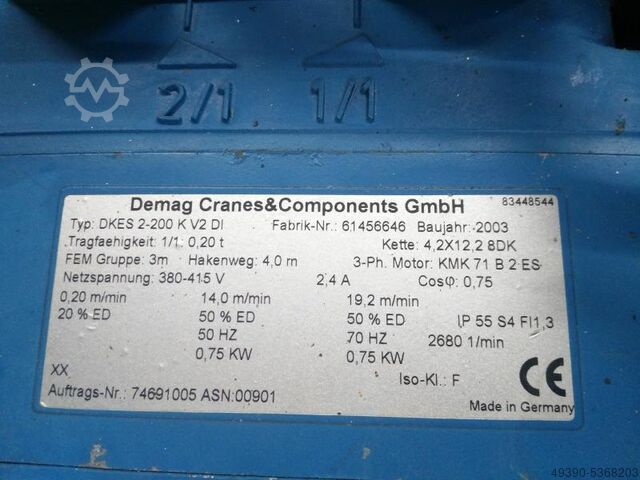 2/1 1/1
Demag Cranes&Components GmbH 83448544
Typ: DKES 2-200 K V2 DI Fabrik-Nr.: 61456646 Baujahr: 2003
Tragfaehigkeit: 1/1: 0,20 t Kette: 4,2X12,2 8DK
FEM Gruppe: 3m Hakenweg: 4,0 m 3-Ph. Motor: KMK 71 B 2 ES
Netzspannung: 380-415 V 2,4 A Cosφ: 0,75
0,20 m/min 14,0 m/min 19,2 m/min
20 % ED 50 % ED 50 % ED IP 55 S4 FI1,3
50 HZ 70 HZ 2680 1/min
0,75 KW 0,75 KW
XX Iso-Kl.: F CE
Auftrags-Nr.: 74691005 ASN:00901 Made in Germany
49390-5368203